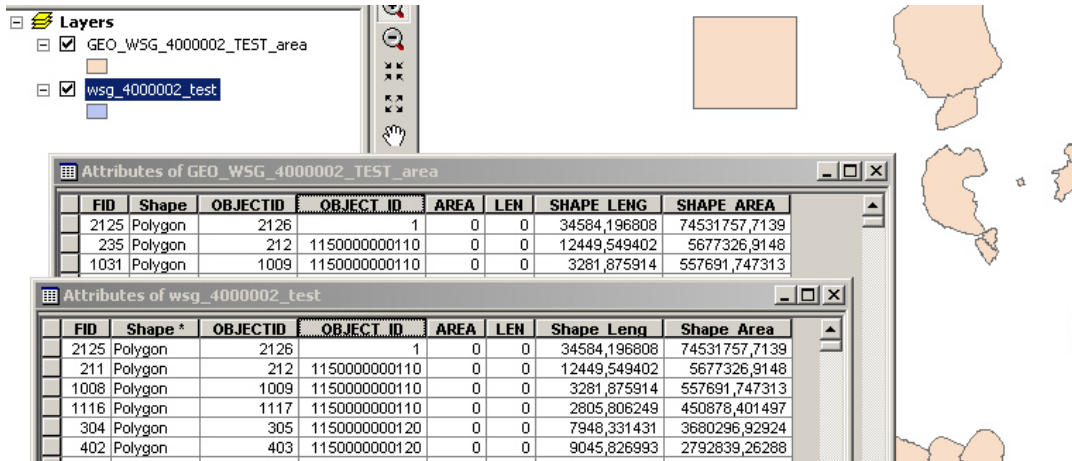 Layers
GEO_WSG_4000002_TEST_area
wsg_4000002_test
Attributes of GEO_WSG_4000002_TEST_area
FID Shape OBJECTID OBJECT_ID AREA LEN SHAPE_LENG SHAPE_AREA
2125 Polygon 2126 1 0 0 34584,196808 74531757,7139
235 Polygon 212 1150000000110 0 0 12449,549402 5677326,9148
1031 Polygon 1009 1150000000110 0 0 3281,875914 557691,747313
Attributes of wsg_4000002_test
FID Shape * OBJECTID OBJECT_ID AREA LEN Shape_Leng Shape_Area
2125 Polygon 2126 1 0 0 34584,196808 74531757,7139
211 Polygon 212 1150000000110 0 0 12449,549402 5677326,9148
1008 Polygon 1009 1150000000110 0 0 3281,875914 557691,747313
1116 Polygon 1117 1150000000110 0 0 2805,806249 450878,401497
304 Polygon 305 1150000000120 0 0 7948,331431 3680296,92924
402 Polygon 403 1150000000120 0 0 9045,826993 2792839,26288